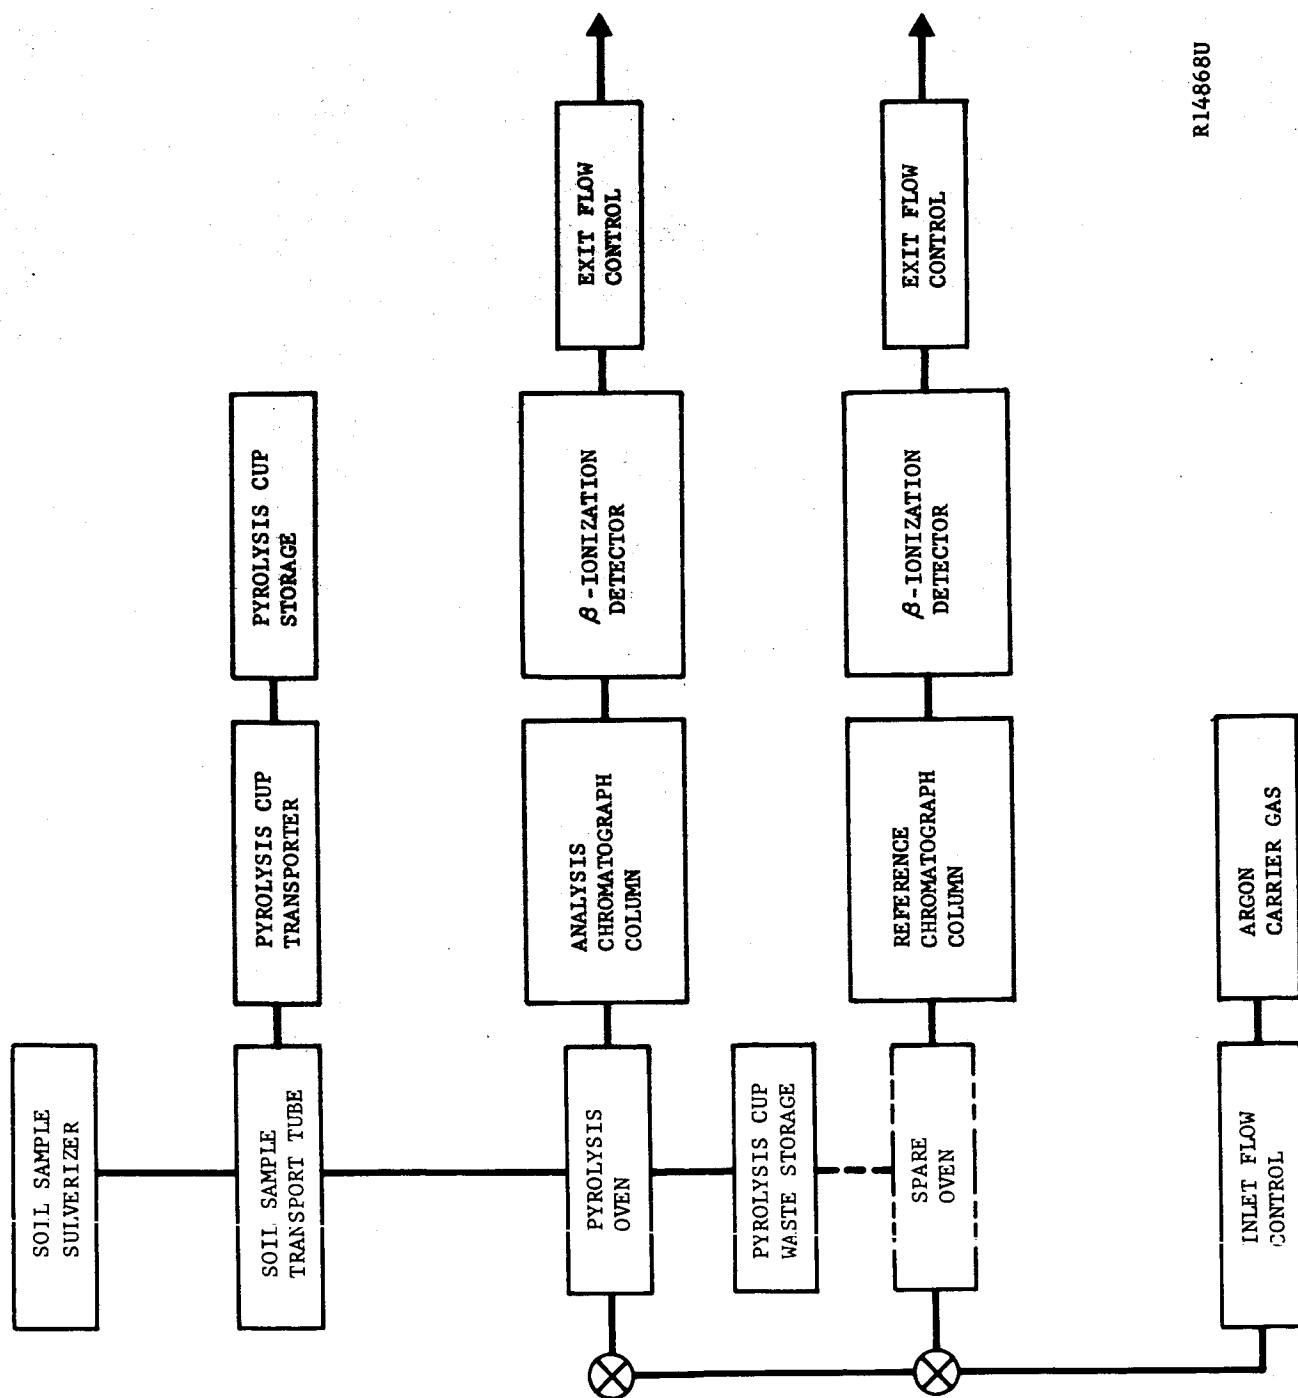 SOIL SAMPLE
SULVERIZER
SOIL SAMPLE
TRANSPORT TUBE
PYROLYSIS CUP
TRANSPORTER
PYROLYSIS CUP
STORAGE
PYROLYSIS
OVEN
ANALYSIS
CHROMATOGRAPH
COLUMN
β-IONIZATION
DETECTOR
EXIT FLOW
CONTROL
PYROLYSIS CUP
WASTE STORAGE
SPARE
OVEN
REFERENCE
CHROMATOGRAPH
COLUMN
β-IONIZATION
DETECTOR
EXIT FLOW
CONTROL
INLET FLOW
CONTROL
ARGON
CARRIER GAS
R14868U